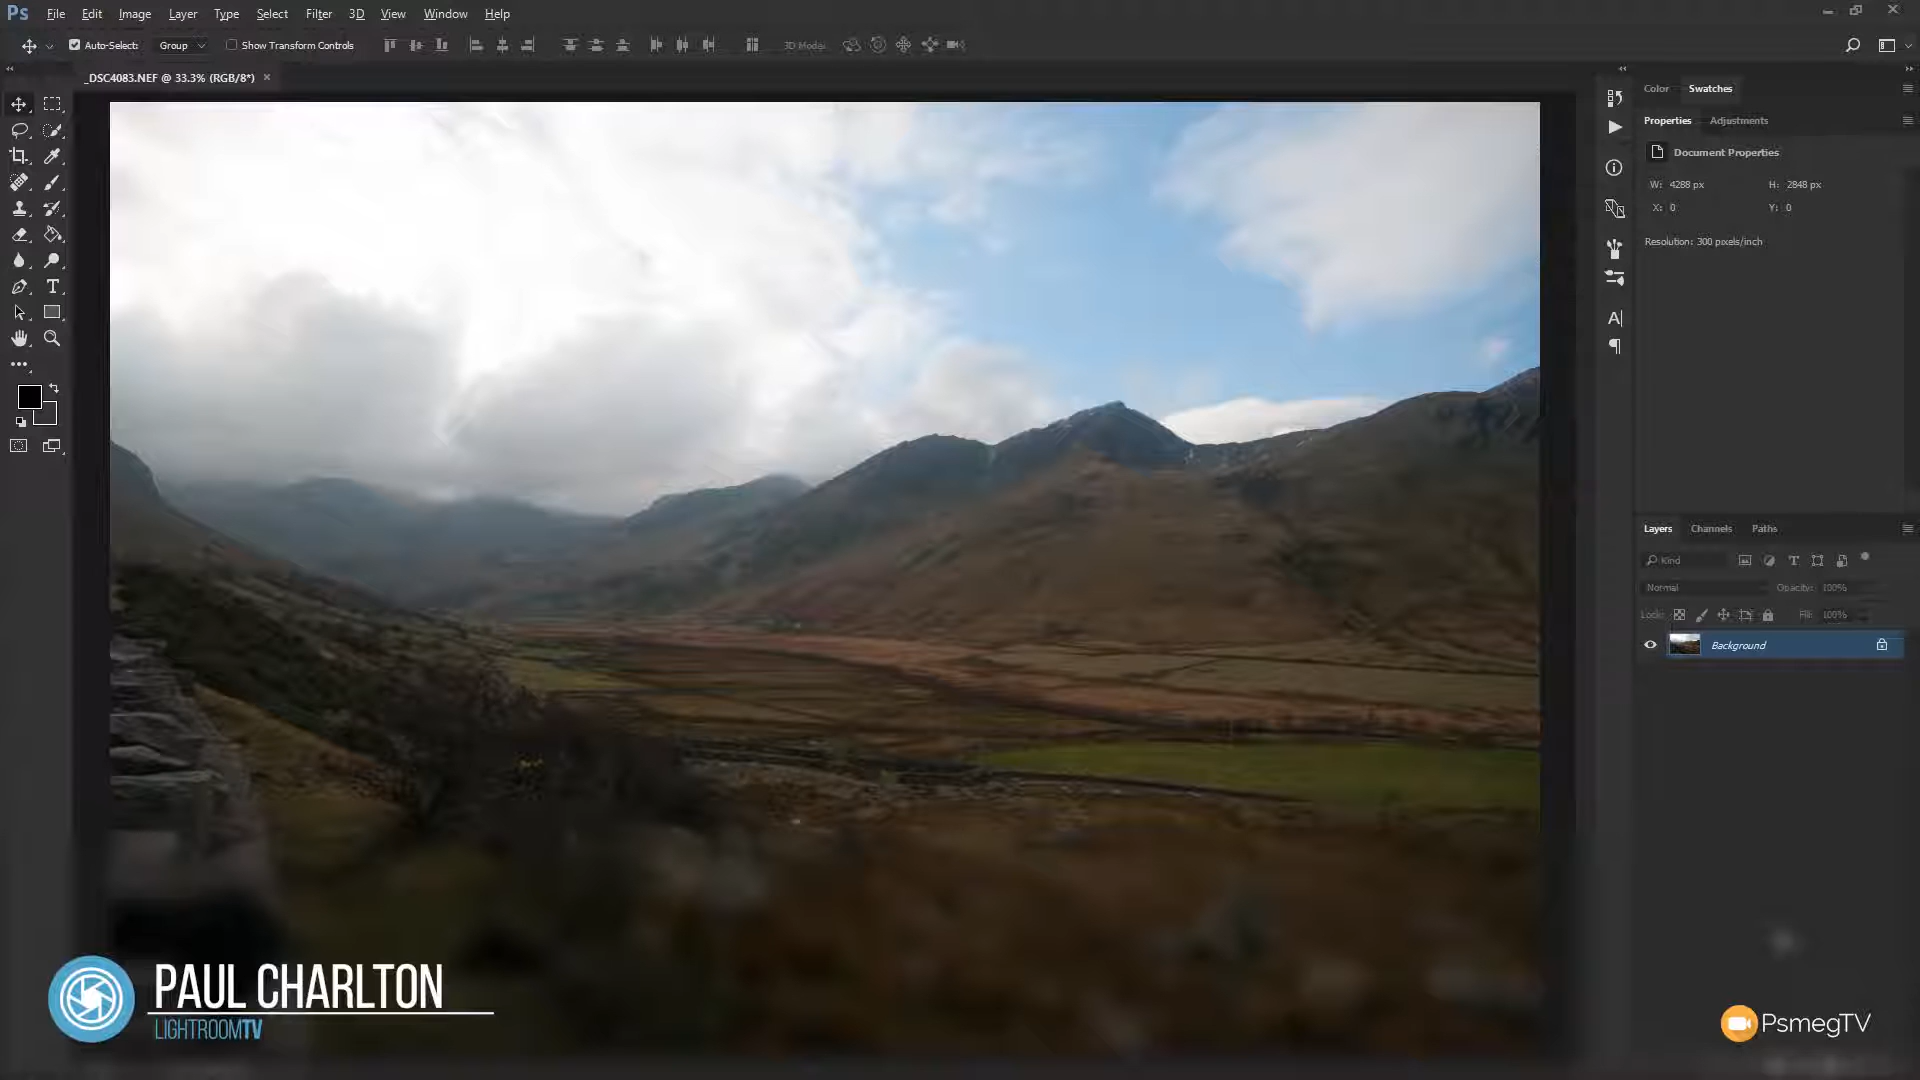 Ps File Edit Image Layer Type Select Filter 3D View Window Help
Auto-Select: Group Show Transform Controls 3D Mode:
_DSC4083.NEF @ 33.3% (RGB/8*) ×
Color Swatches
Properties Adjustments
Document Properties
W: 4288 px H: 2848 px
X: 0 Y: 0
Resolution: 300 pixels/inch
Layers Channels Paths
Kind
Normal Opacity: 100%
Lock: Fill: 100%
Background
PAUL CHARLTON
LIGHTROOMTV
PsmegTV